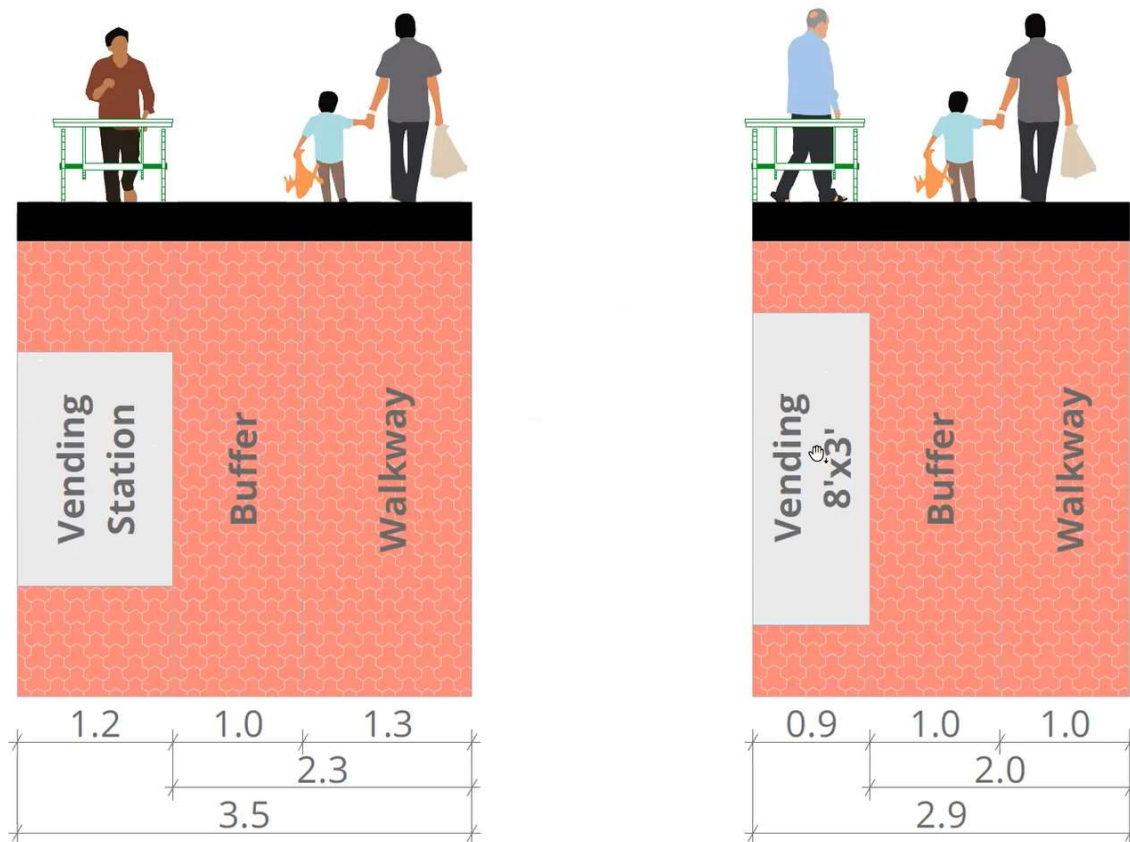 Vending
Station
Buffer
Walkway
1.2
1.0
1.3
2.3
3.5
Vending
8'x3'
Buffer
Walkway
0.9
1.0
1.0
2.0
2.9